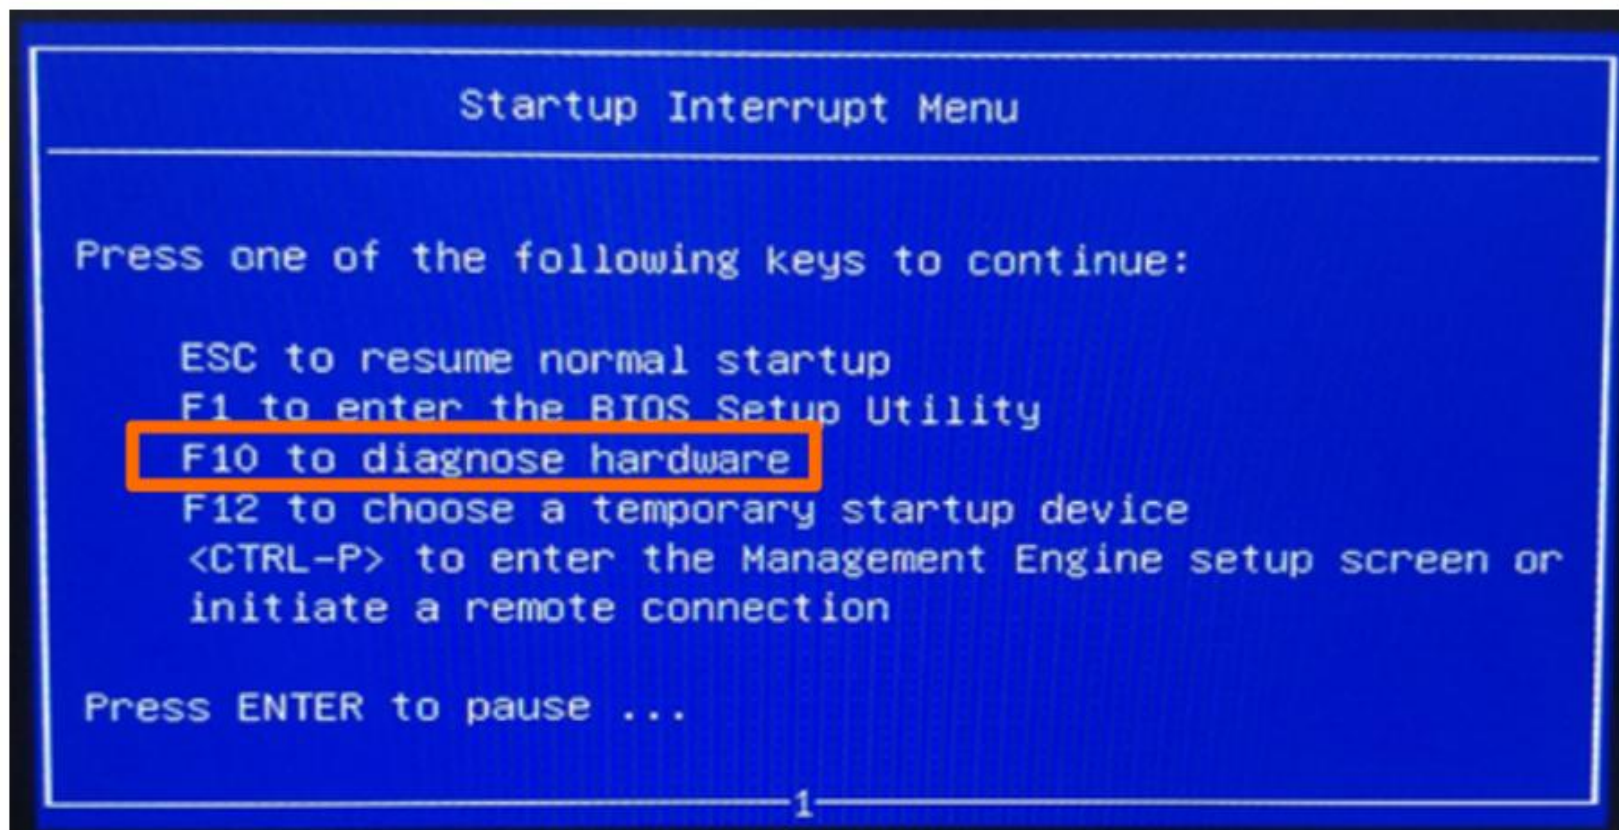 Startup Interrupt Menu
Press one of the following keys to continue:
ESC to resume normal startup
F1 to enter the BIOS Setup Utility
F10 to diagnose hardware
F12 to choose a temporary startup device
<CTRL-P> to enter the Management Engine setup screen or
initiate a remote connection
Press ENTER to pause ...
1